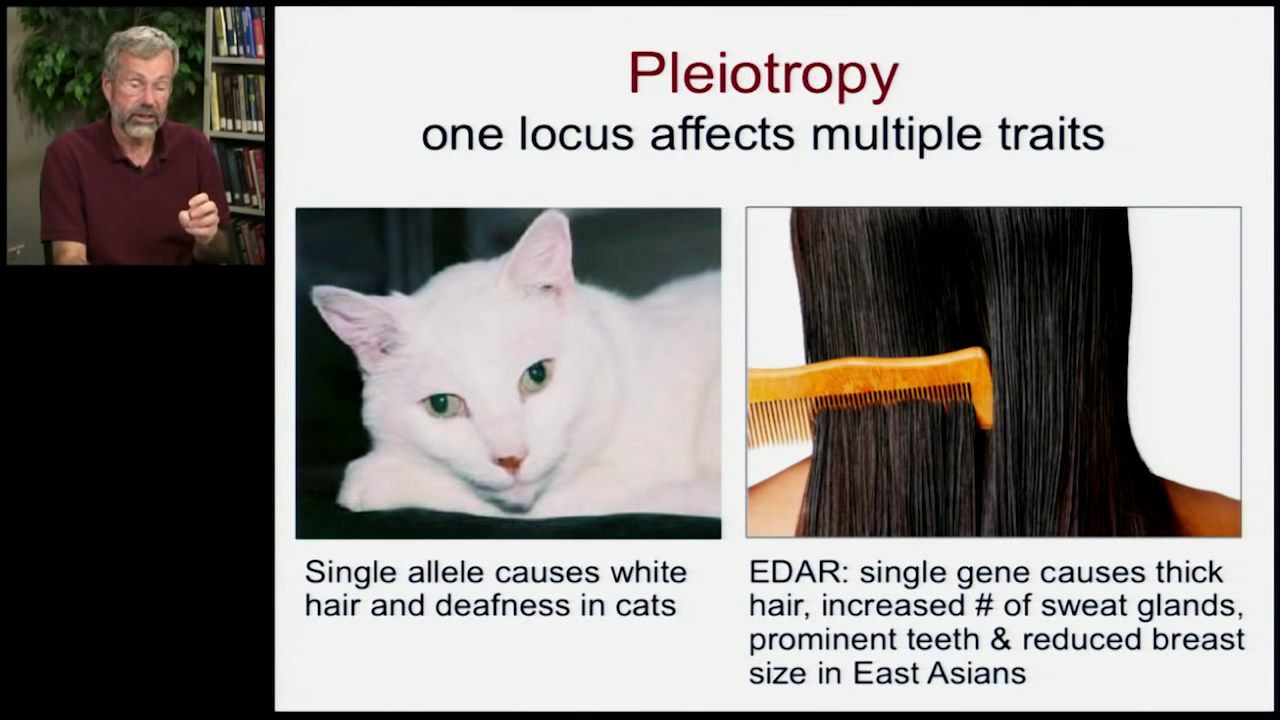 Pleiotropy
one locus affects multiple traits
Single allele causes white
hair and deafness in cats
EDAR: single gene causes thick
hair, increased # of sweat glands,
prominent teeth & reduced breast
size in East Asians